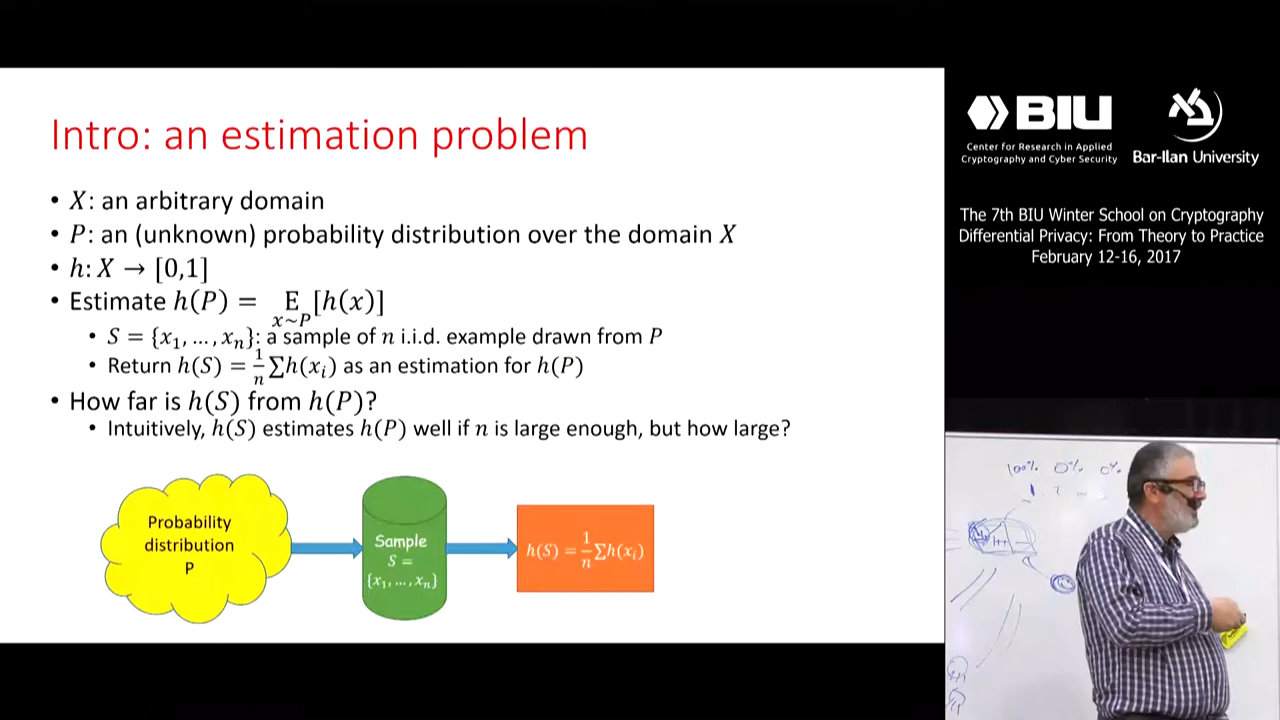 Intro: an estimation problem
• X: an arbitrary domain
• P: an (unknown) probability distribution over the domain X
• h: X → [0,1]
• Estimate h(P) = E_{x~P} [h(x)]
• S = {x₁, …, xₙ}: a sample of n i.i.d. example drawn from P
• Return h(S) = 1/n ∑h(xᵢ) as an estimation for h(P)
• How far is h(S) from h(P)?
• Intuitively, h(S) estimates h(P) well if n is large enough, but how large?
Probability
distribution
P
Sample
S =
{x₁, …, xₙ}
h(S) = 1/n ∑h(xᵢ)
BIU
Center for Research in Applied
Cryptography and Cyber Security
Bar-Ilan University
The 7th BIU Winter School on Cryptography
Differential Privacy: From Theory to Practice
February 12-16, 2017
100% 0% 0%